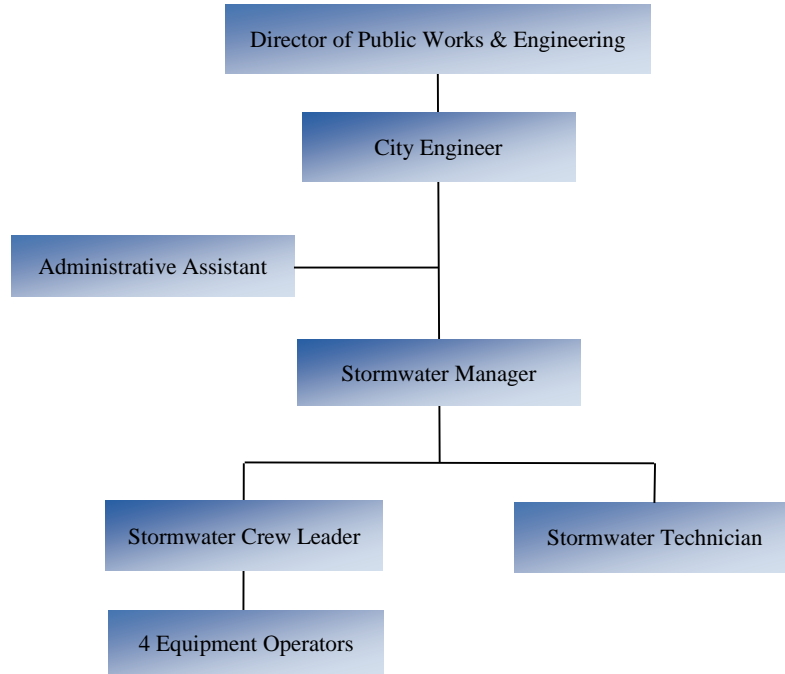 Director of Public Works & Engineering
City Engineer
Administrative Assistant
Stormwater Manager
Stormwater Crew Leader
Stormwater Technician
4 Equipment Operators